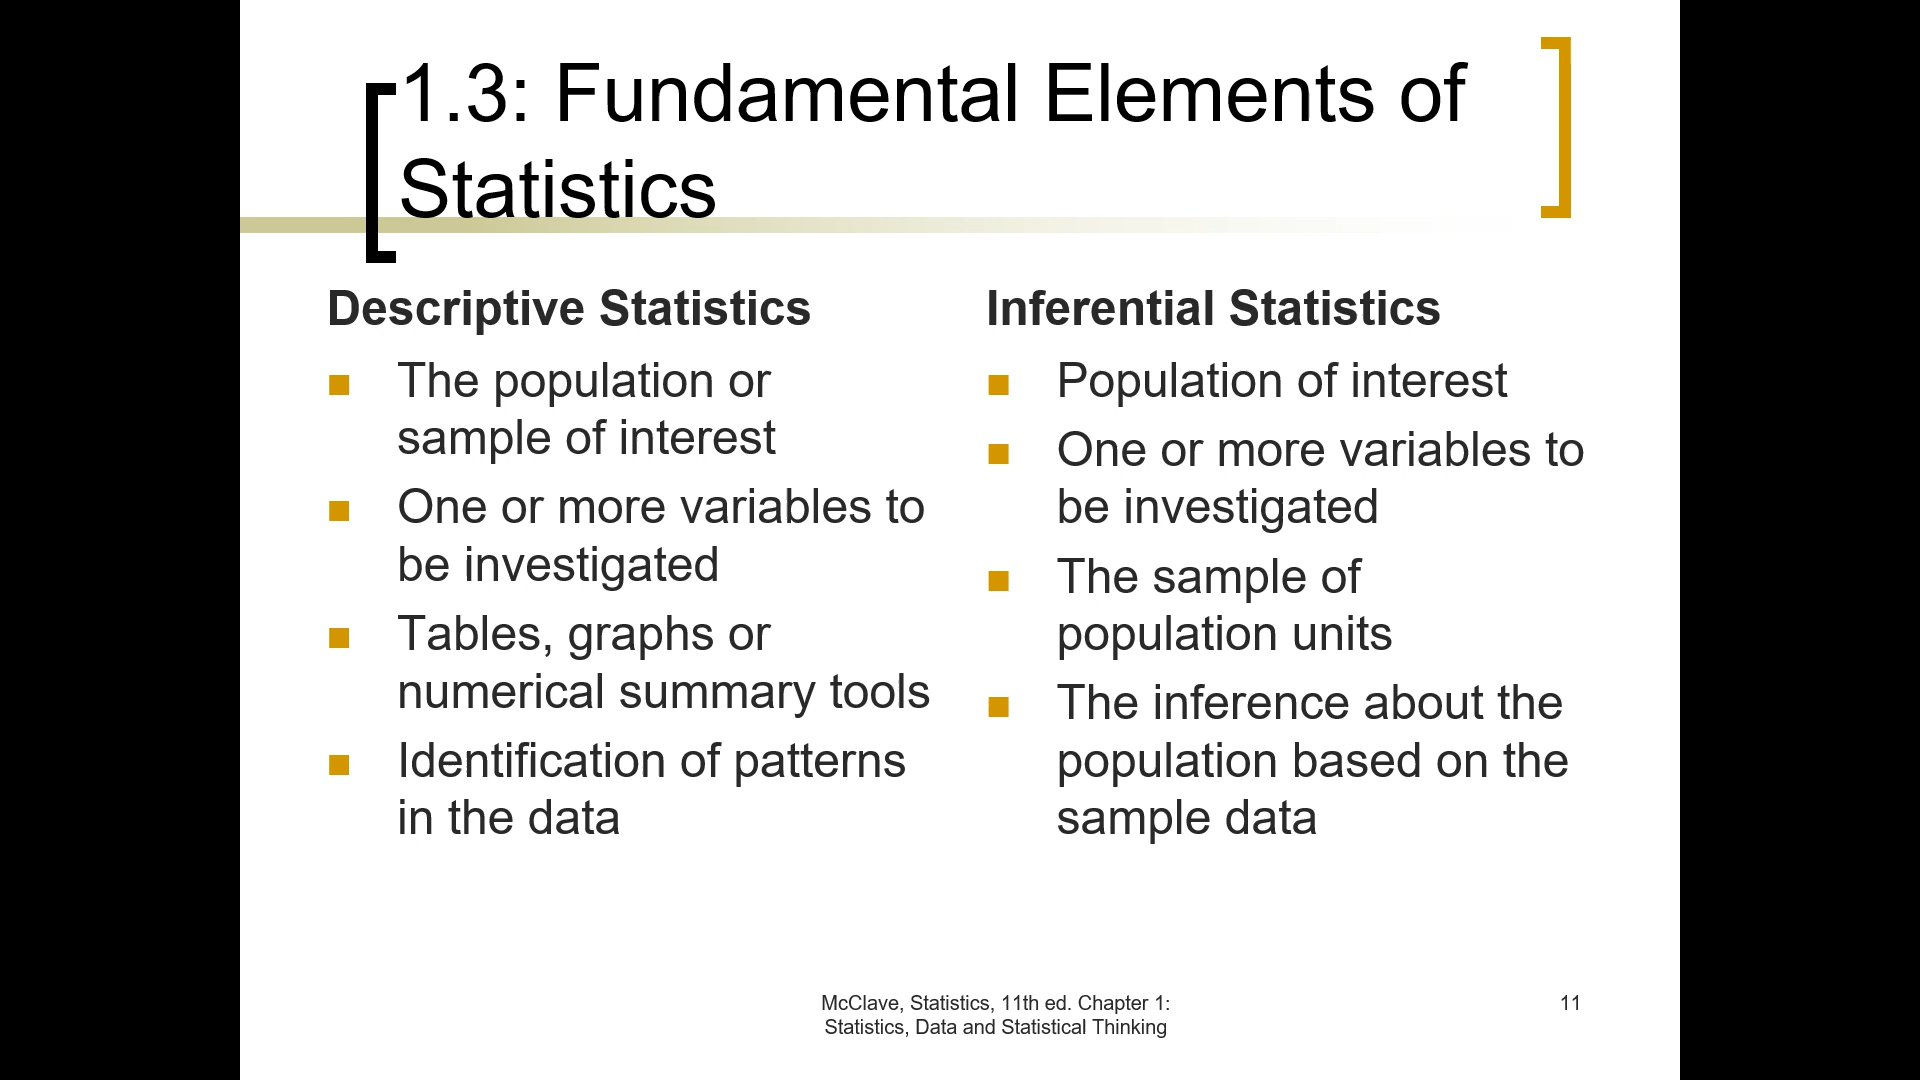 1.3: Fundamental Elements of
Statistics
Descriptive Statistics
The population or
sample of interest
One or more variables to
be investigated
Tables, graphs or
numerical summary tools
Identification of patterns
in the data
Inferential Statistics
Population of interest
One or more variables to
be investigated
The sample of
population units
The inference about the
population based on the
sample data
McClave, Statistics, 11th ed. Chapter 1:
Statistics, Data and Statistical Thinking
11